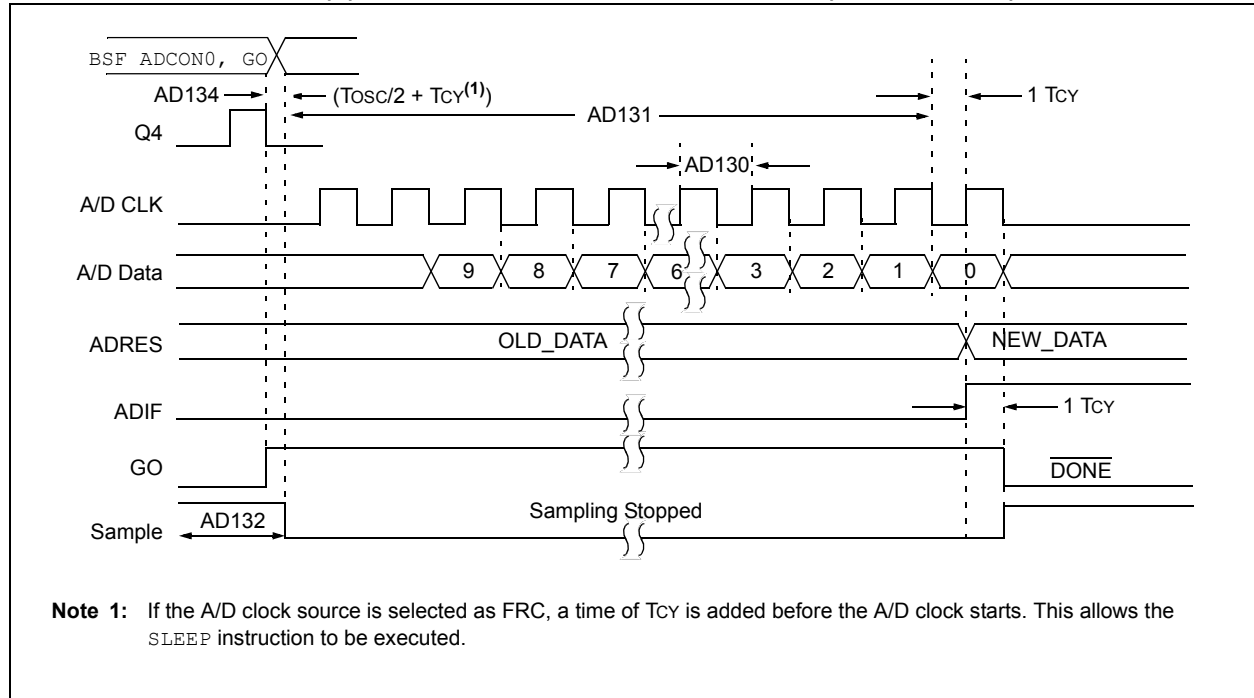 BSF ADCON0, GO
AD134 (TOSC/2 + TCY(1)) 1 TCY
AD131
Q4
AD130
A/D CLK
A/D Data 9 8 7 6 3 2 1 0
ADRES OLD_DATA NEW_DATA
ADIF 1 TCY
GO DONE
Sample AD132 Sampling Stopped
Note 1: If the A/D clock source is selected as FRC, a time of TCY is added before the A/D clock starts. This allows the
SLEEP instruction to be executed.